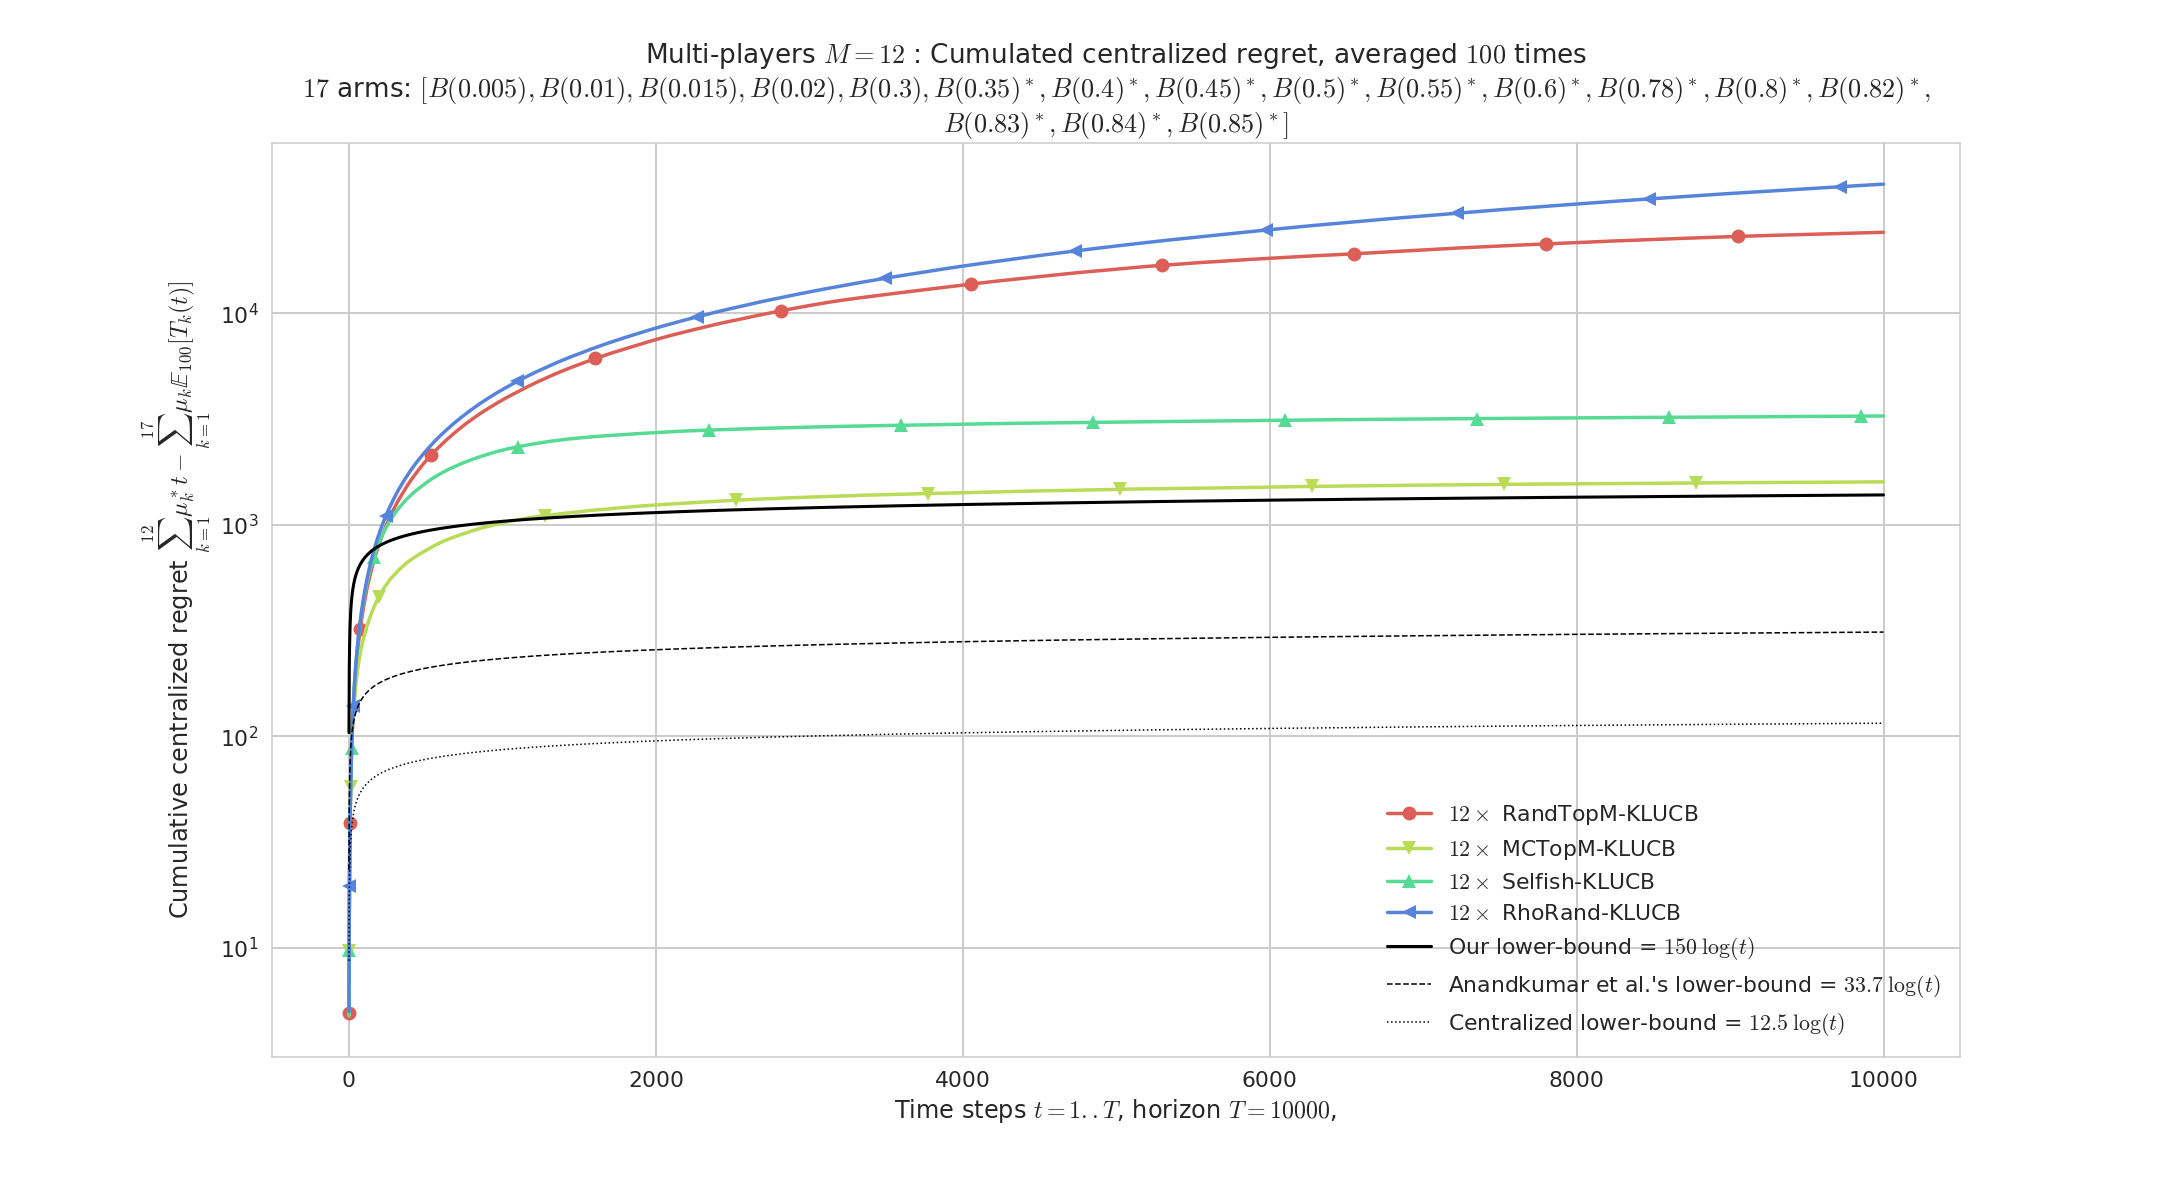 Multi-players M = 12 : Cumulated centralized regret, averaged 100 times
17 arms: [B(0.005), B(0.01), B(0.015), B(0.02), B(0.3), B(0.35)*, B(0.4)*, B(0.45)*, B(0.5)*, B(0.55)*, B(0.6)*, B(0.78)*, B(0.8)*, B(0.82)*,
B(0.83)*, B(0.84)*, B(0.85)*]
Cumulative centralized regret ∑_{k=1}^{12} μ_k^* t − ∑_{k=1}^{17} μ_k 𝔼_{100}[T_k(t)]
10^4
10^3
10^2
10^1
12× RandTopM-KLUCB
12× MCTopM-KLUCB
12× Selfish-KLUCB
12× RhoRand-KLUCB
Our lower-bound = 150 log(t)
Anandkumar et al.'s lower-bound = 33.7 log(t)
Centralized lower-bound = 12.5 log(t)
0 2000 4000 6000 8000 10000
Time steps t = 1..T, horizon T = 10000,